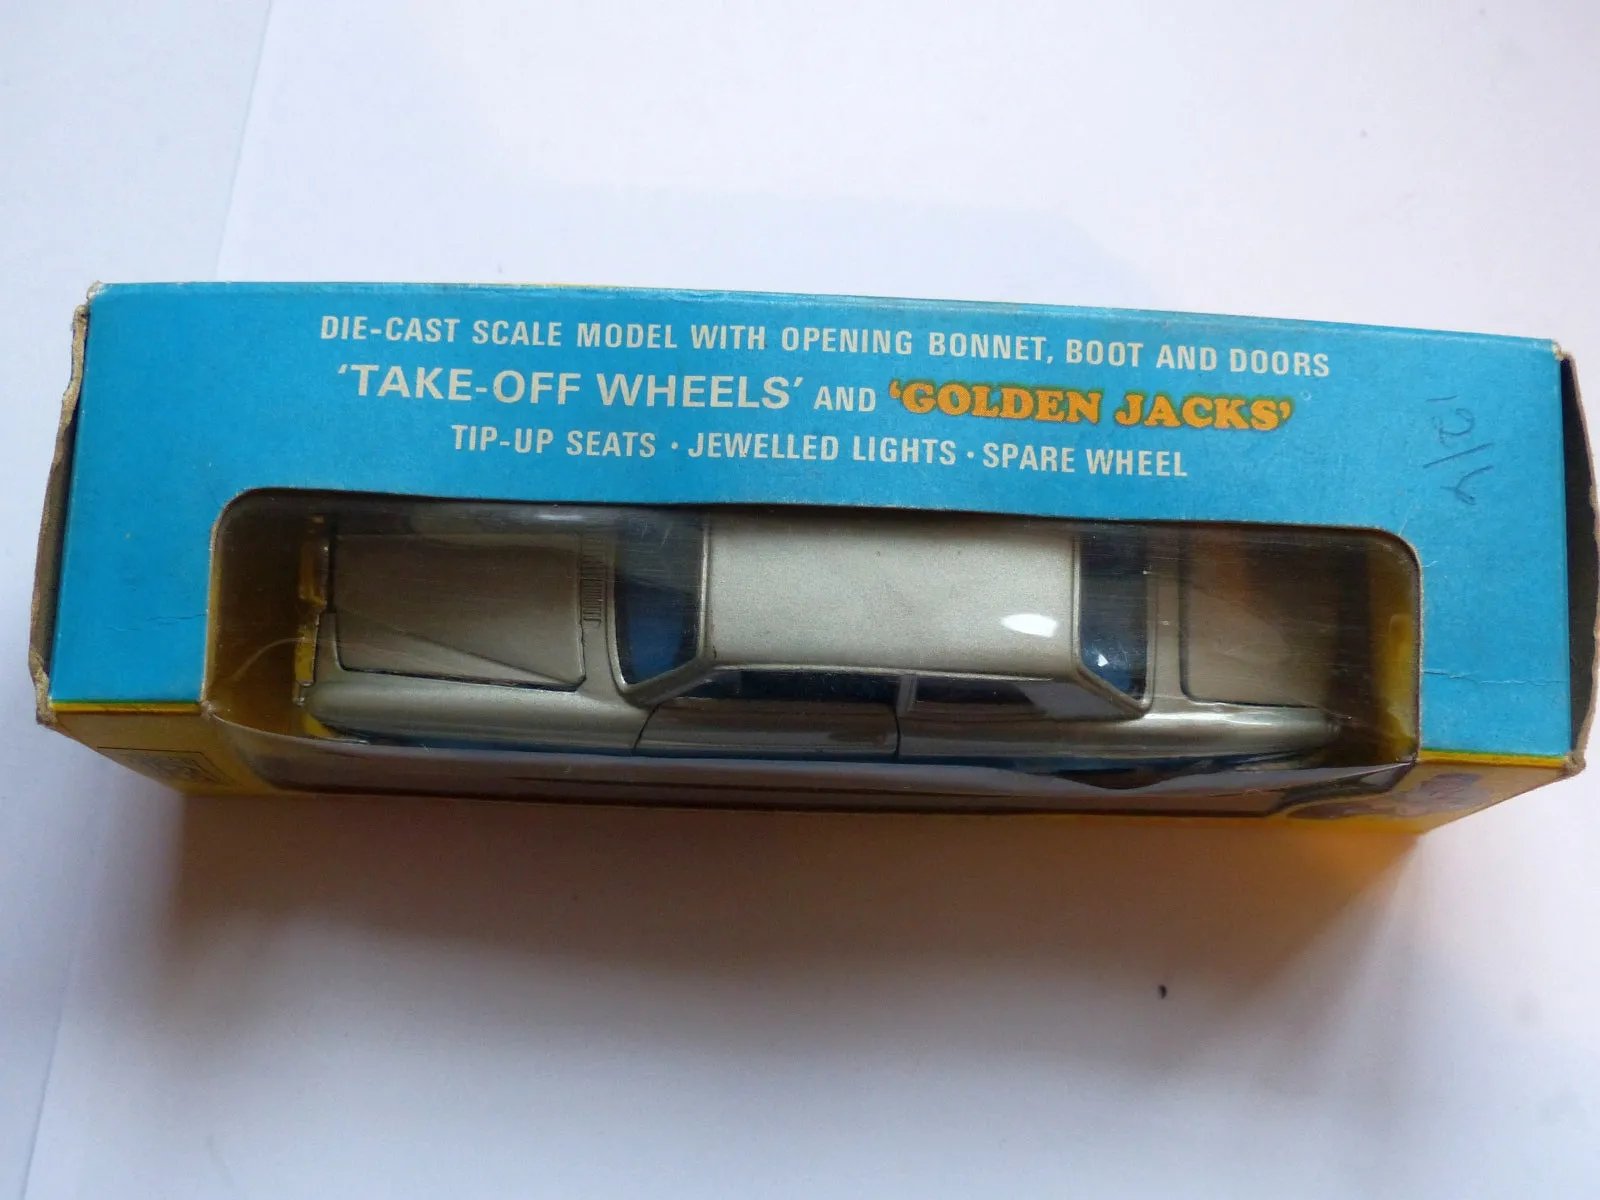 DIE-CAST SCALE MODEL WITH OPENING BONNET, BOOT AND DOORS
'TAKE-OFF WHEELS' AND 'GOLDEN JACKS'
TIP-UP SEATS · JEWELLED LIGHTS · SPARE WHEEL